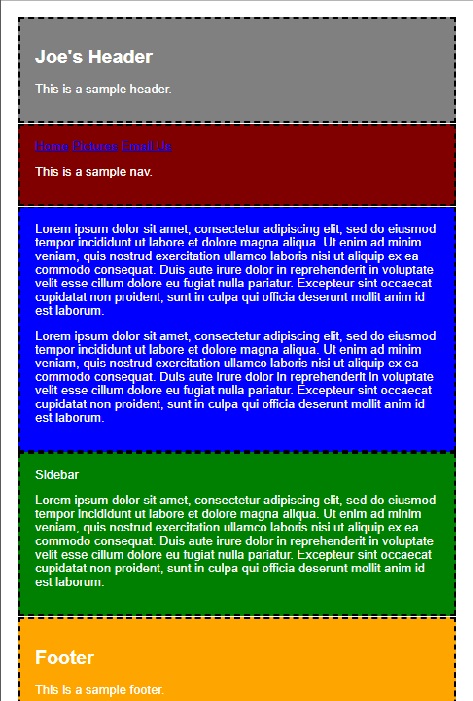 Joe's Header
This is a sample header.
Home Pictures Email Us
This is a sample nav.
Lorem ipsum dolor sit amet, consectetur adipiscing elit, sed do eiusmod
tempor incididunt ut labore et dolore magna aliqua. Ut enim ad minim
veniam, quis nostrud exercitation ullamco laboris nisi ut aliquip ex ea
commodo consequat. Duis aute irure dolor in reprehenderit in voluptate
velit esse cillum dolore eu fugiat nulla pariatur. Excepteur sint occaecat
cupidatat non proident, sunt in culpa qui officia deserunt mollit anim id
est laborum.
Lorem ipsum dolor sit amet, consectetur adipiscing elit, sed do eiusmod
tempor incididunt ut labore et dolore magna aliqua. Ut enim ad minim
veniam, quis nostrud exercitation ullamco laboris nisi ut aliquip ex ea
commodo consequat. Duis aute irure dolor in reprehenderit in voluptate
velit esse cillum dolore eu fugiat nulla pariatur. Excepteur sint occaecat
cupidatat non proident, sunt in culpa qui officia deserunt mollit anim id
est laborum.
Sidebar
Lorem ipsum dolor sit amet, consectetur adipiscing elit, sed do eiusmod
tempor incididunt ut labore et dolore magna aliqua. Ut enim ad minim
veniam, quis nostrud exercitation ullamco laboris nisi ut aliquip ex ea
commodo consequat. Duis aute irure dolor in reprehenderit in voluptate
velit esse cillum dolore eu fugiat nulla pariatur. Excepteur sint occaecat
cupidatat non proident, sunt in culpa qui officia deserunt mollit anim id
est laborum.
Footer
This is a sample footer.